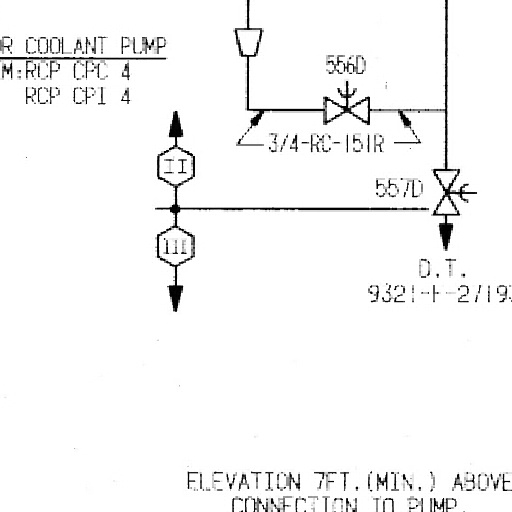 R COOLANT PUMP
M:RCP CPC 4
RCP CPI 4
556D
3/4-RC-151R
II
557D
III
D.T.
9321-F-2719
ELEVATION 7FT.(MIN.) ABOVE
CONNECTION TO PUMP.